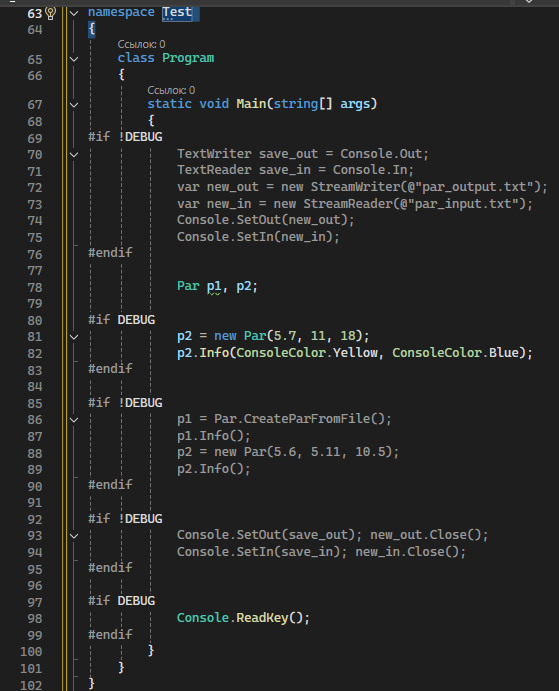 63 namespace Test
64 {
Ссылок: 0
65 class Program
66 {
Ссылок: 0
67 static void Main(string[] args)
68 {
69 #if !DEBUG
70 TextWriter save_out = Console.Out;
71 TextReader save_in = Console.In;
72 var new_out = new StreamWriter(@"par_output.txt");
73 var new_in = new StreamReader(@"par_input.txt");
74 Console.SetOut(new_out);
75 Console.SetIn(new_in);
76 #endif
77
78 Par p1, p2;
79
80 #if DEBUG
81 p2 = new Par(5.7, 11, 18);
82 p2.Info(ConsoleColor.Yellow, ConsoleColor.Blue);
83 #endif
84
85 #if !DEBUG
86 p1 = Par.CreateParFromFile();
87 p1.Info();
88 p2 = new Par(5.6, 5.11, 10.5);
89 p2.Info();
90 #endif
91
92 #if !DEBUG
93 Console.SetOut(save_out); new_out.Close();
94 Console.SetIn(save_in); new_in.Close();
95 #endif
96
97 #if DEBUG
98 Console.ReadKey();
99 #endif
100 }
101 }
102 }